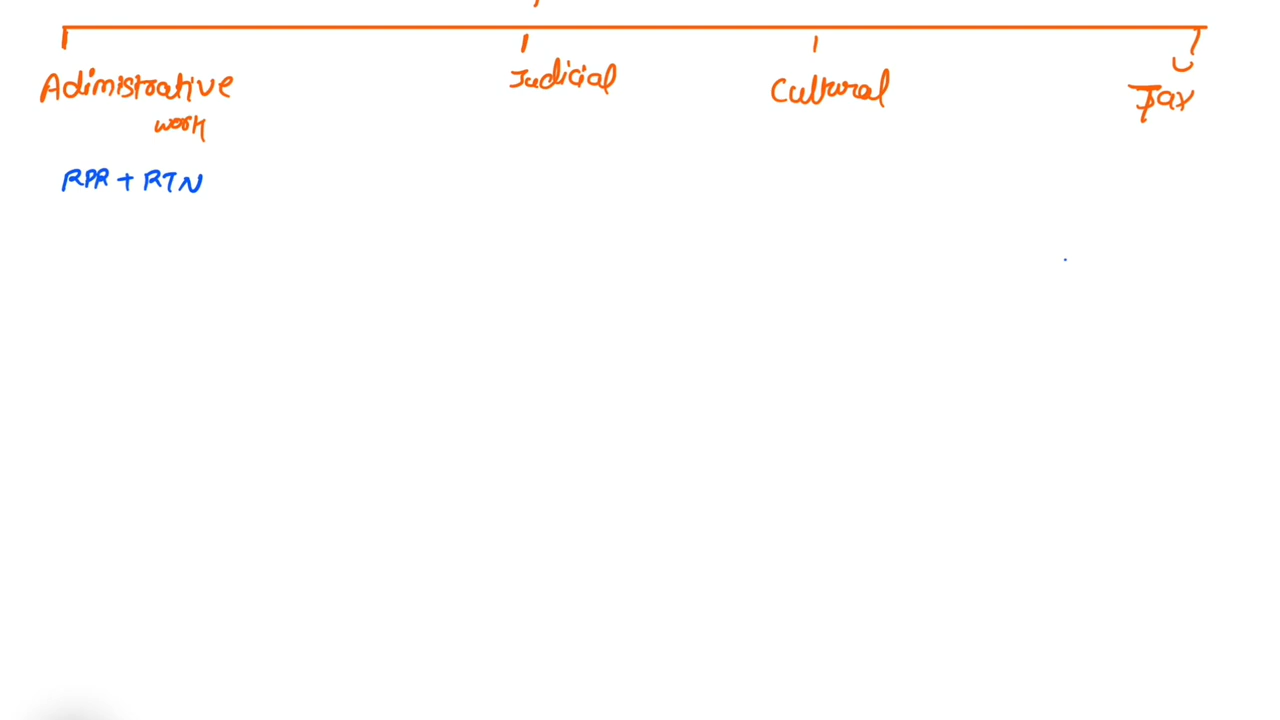 Adiministrative
work
Judicial
Cultural
Tax
RPR + RTN